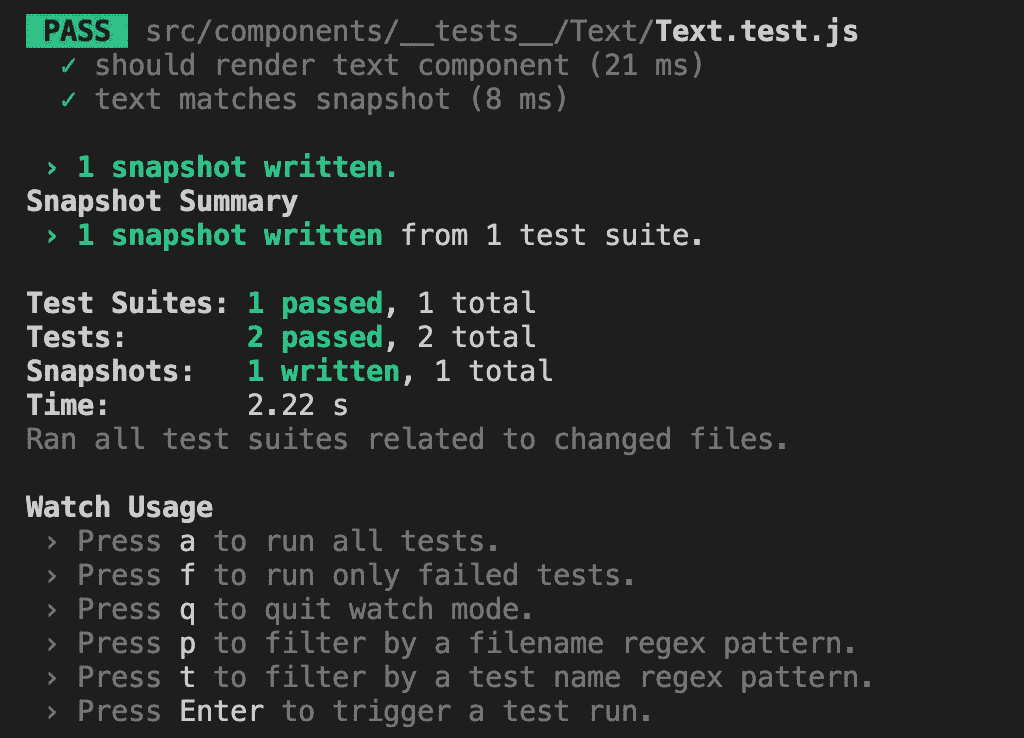 PASS src/components/__tests__/Text/Text.test.js
✓ should render text component (21 ms)
✓ text matches snapshot (8 ms)
› 1 snapshot written.
Snapshot Summary
› 1 snapshot written from 1 test suite.
Test Suites: 1 passed, 1 total
Tests: 2 passed, 2 total
Snapshots: 1 written, 1 total
Time: 2.22 s
Ran all test suites related to changed files.
Watch Usage
› Press a to run all tests.
› Press f to run only failed tests.
› Press q to quit watch mode.
› Press p to filter by a filename regex pattern.
› Press t to filter by a test name regex pattern.
› Press Enter to trigger a test run.